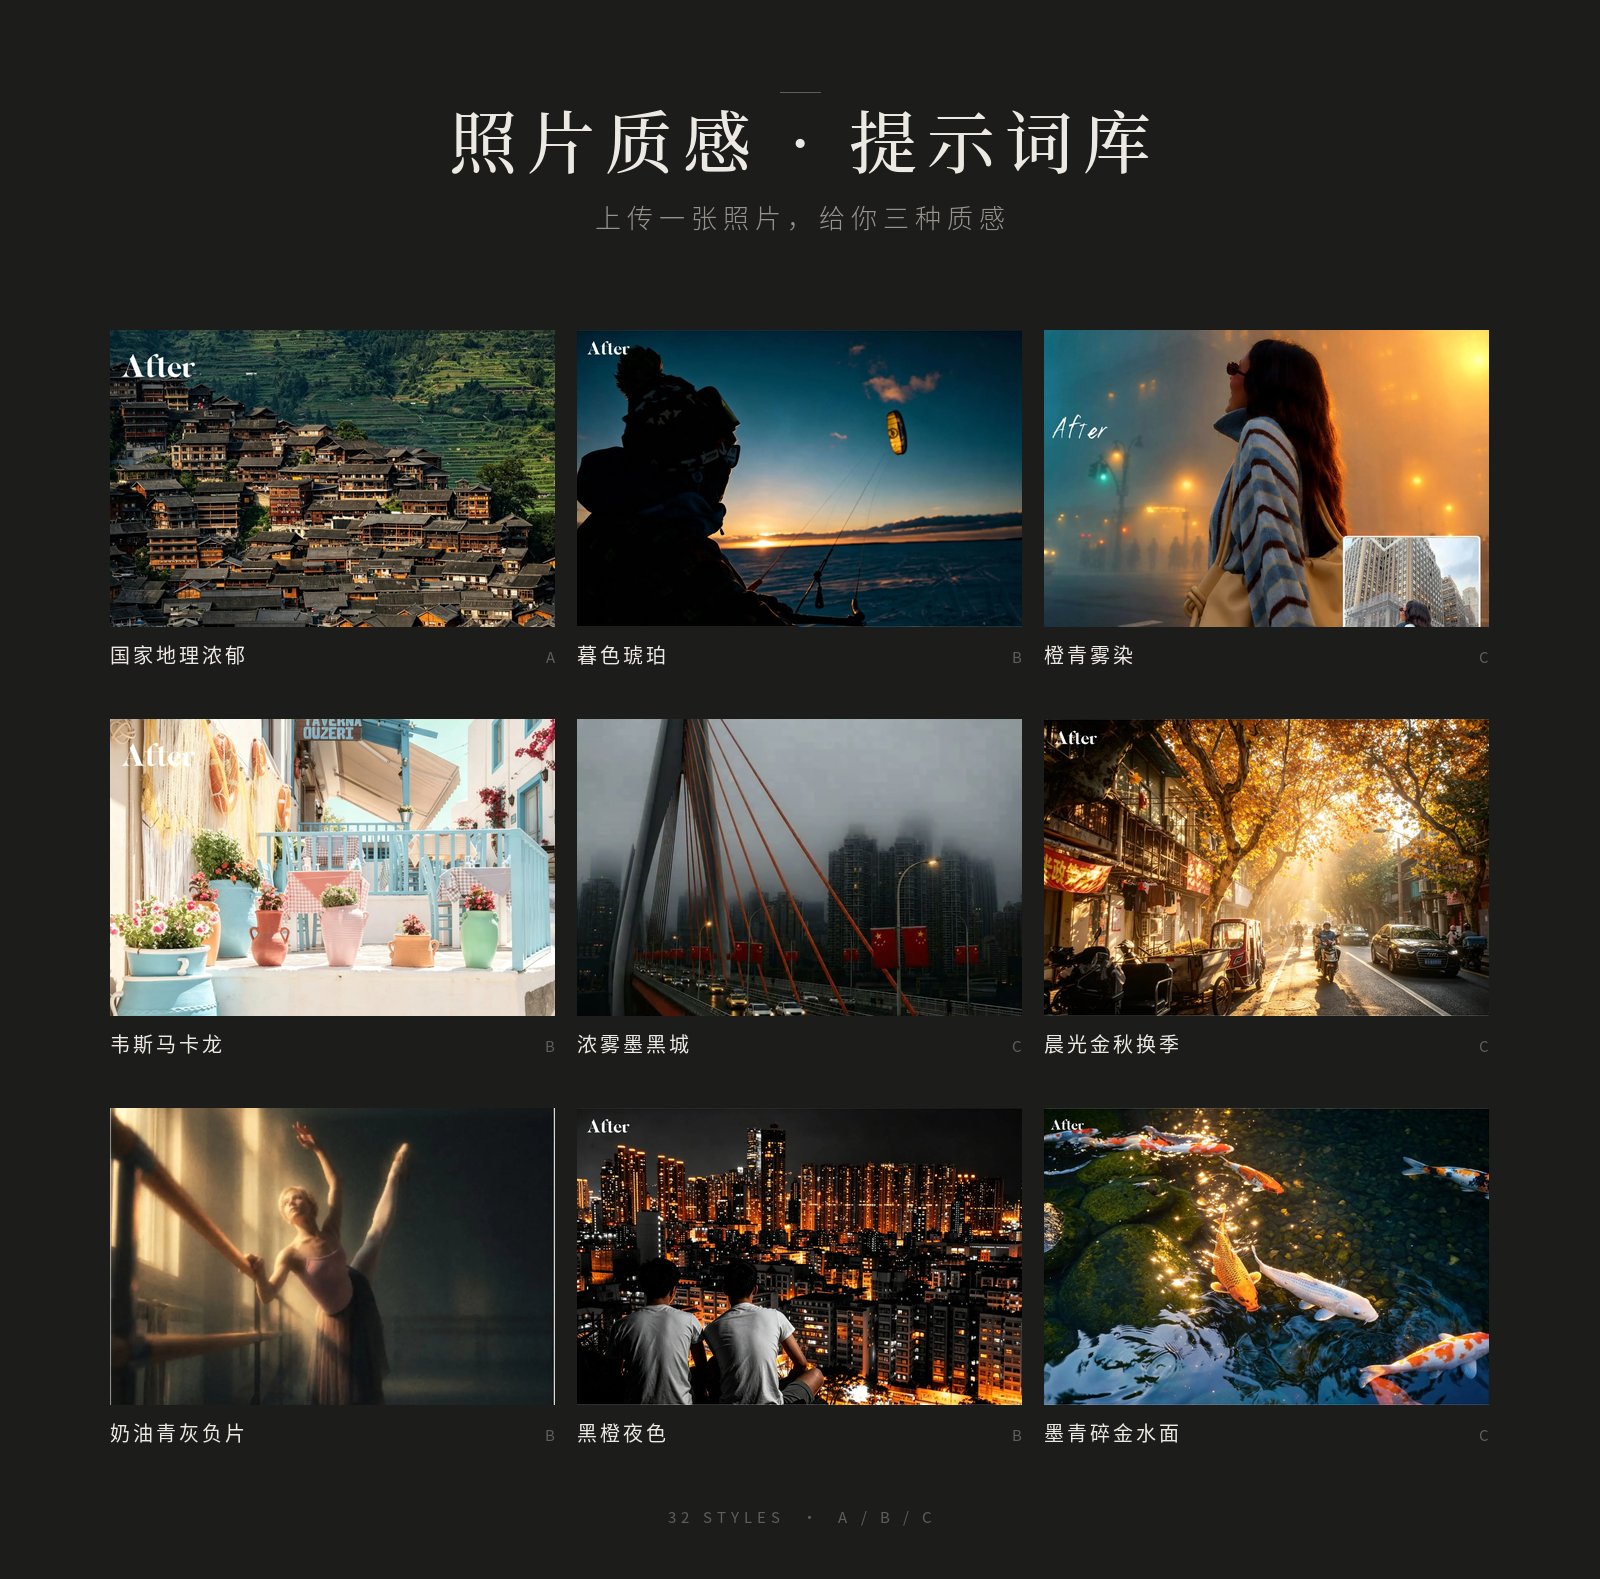 照片质感 · 提示词库
上传一张照片，给你三种质感
After
After
After
国家地理浓郁 A
暮色琥珀 B
橙青雾染 C
TAVERNA
OUZERI
After
After
韦斯马卡龙 B
浓雾墨黑城 C
晨光金秋换季 C
After
After
奶油青灰负片 B
黑橙夜色 B
墨青碎金水面 C
32 STYLES · A / B / C